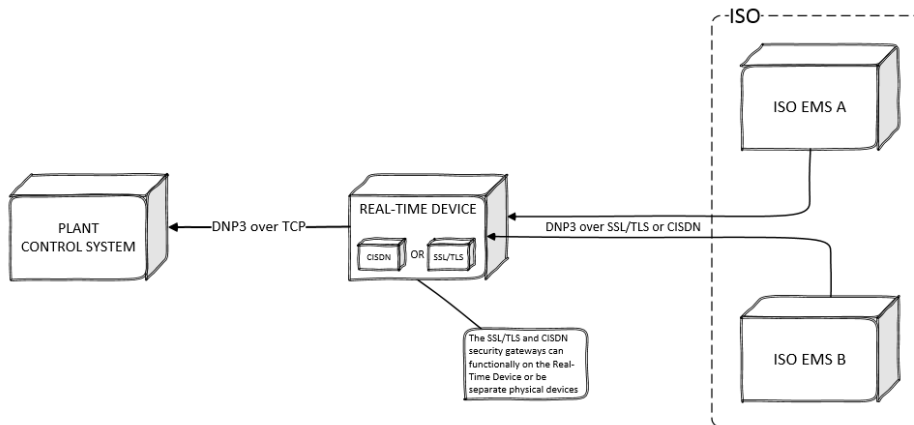 ISO
ISO EMS A
PLANT
CONTROL SYSTEM
DNP3 over TCP
REAL-TIME DEVICE
CISDN
OR
SSL/TLS
DNP3 over SSL/TLS or CISDN
The SSL/TLS and CISDN
security gateways can
functionally on the Real-
Time Device or be
separate physical devices
ISO EMS B